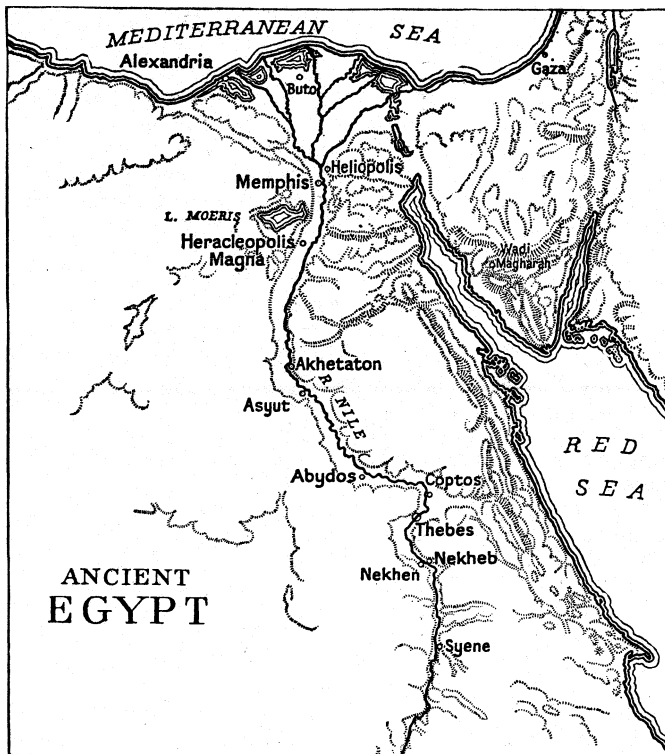 MEDITERRANEAN SEA
Alexandria
Gaza
Buto
Heliopolis
Memphis
L. MOERIS
Heracleopolis
Magna
Wadi
Magharah
Akhetaton
R. NILE
Asyut
RED
SEA
Abydos
Coptos
Thebes
Nekheb
Nekhen
ANCIENT
EGYPT
Syene